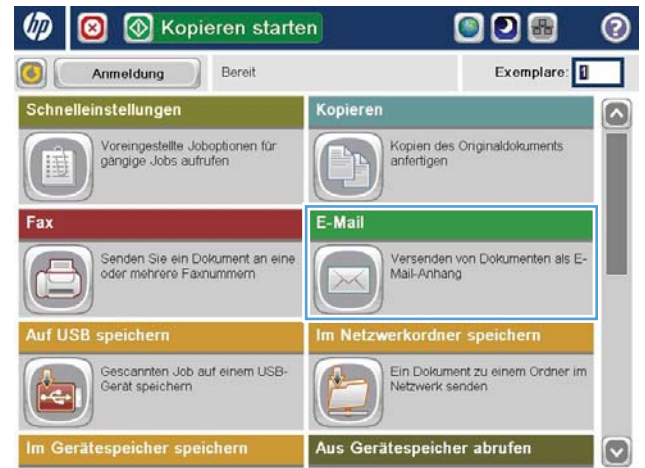 hp
Kopieren starten
?
Anmeldung
Bereit
Exemplare: 1
Schnelleinstellungen
Voreingestellte Joboptionen für
gängige Jobs aufrufen
Kopieren
Kopien des Originaldokuments
anfertigen
Fax
Senden Sie ein Dokument an eine
oder mehrere Faxnummern
E-Mail
Versenden von Dokumenten als E-
Mail-Anhang
Auf USB speichern
Gescannten Job auf einem USB-
Gerät speichern
Im Netzwerkordner speichern
Ein Dokument zu einem Ordner im
Netzwerk senden
Im Gerätespeicher speichern
Aus Gerätespeicher abrufen